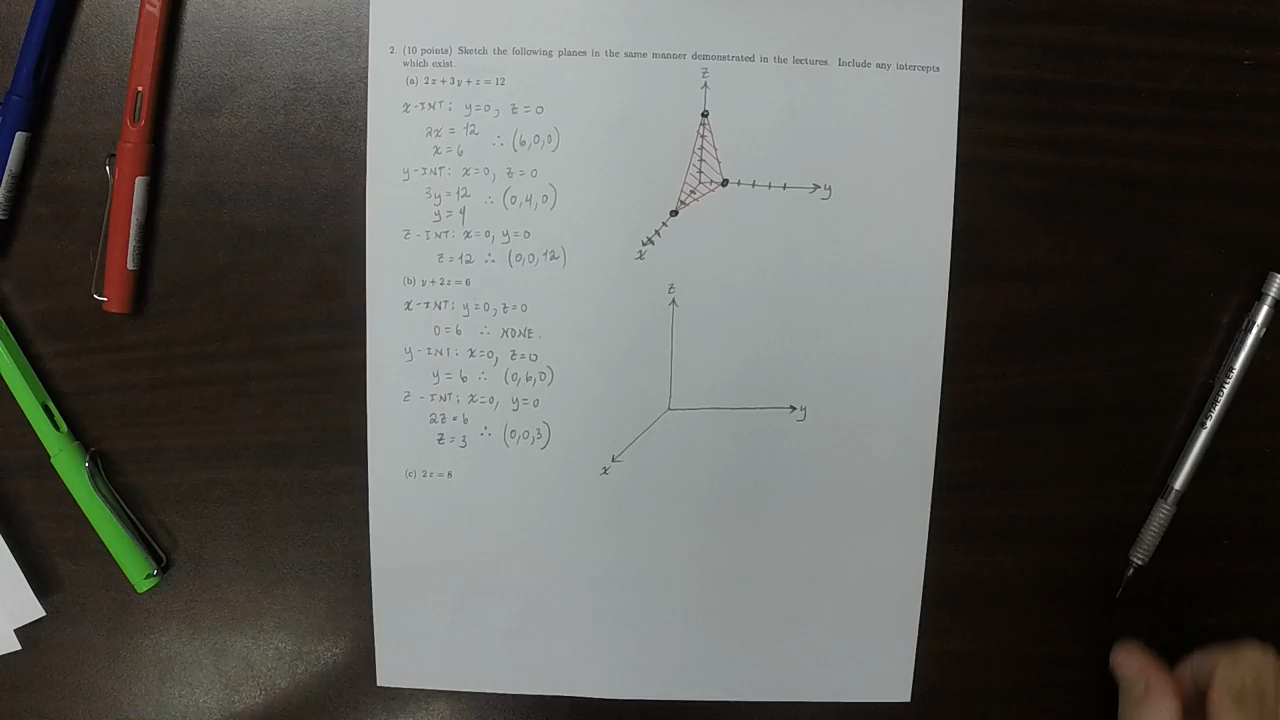 2. (10 points) Sketch the following planes in the same manner demonstrated in the lectures. Include any intercepts
which exist.
(a) 2x + 3y + z = 12
x-INT: y=0, z=0
2x = 12
x = 6 ∴ (6,0,0)
y-INT: x=0, z=0
3y=12
y=4 ∴ (0,4,0)
z-INT: x=0, y=0
z=12 ∴ (0,0,12)
(b) y + 2z = 6
x-INT: y=0, z=0
0=6 ∴ NONE.
y-INT: x=0, z=0
y=6 ∴ (0,6,0)
z-INT: x=0, y=0
2z=6
z=3 ∴ (0,0,3)
(c) 2z = 8
z
y
x
z
y
x
STAEDTLER